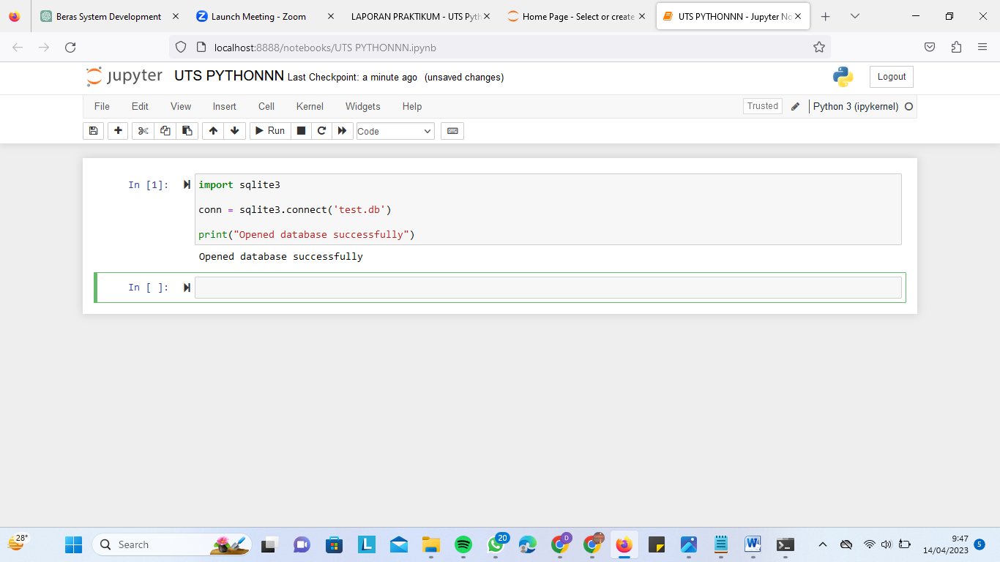 Beras System Development
Launch Meeting - Zoom
LAPORAN PRAKTIKUM - UTS Pyth
Home Page - Select or create
UTS PYTHONNN - Jupyter No
localhost:8888/notebooks/UTS PYTHONNN.ipynb
jupyter UTS PYTHONNN Last Checkpoint: a minute ago (unsaved changes)
Logout
File Edit View Insert Cell Kernel Widgets Help
Trusted
Python 3 (ipykernel)
Run
Code
In [1]:
import sqlite3
conn = sqlite3.connect('test.db')
print("Opened database successfully")
Opened database successfully
In [ ]:
28°
Search
L
20
D
W
9:47
14/04/2023
5